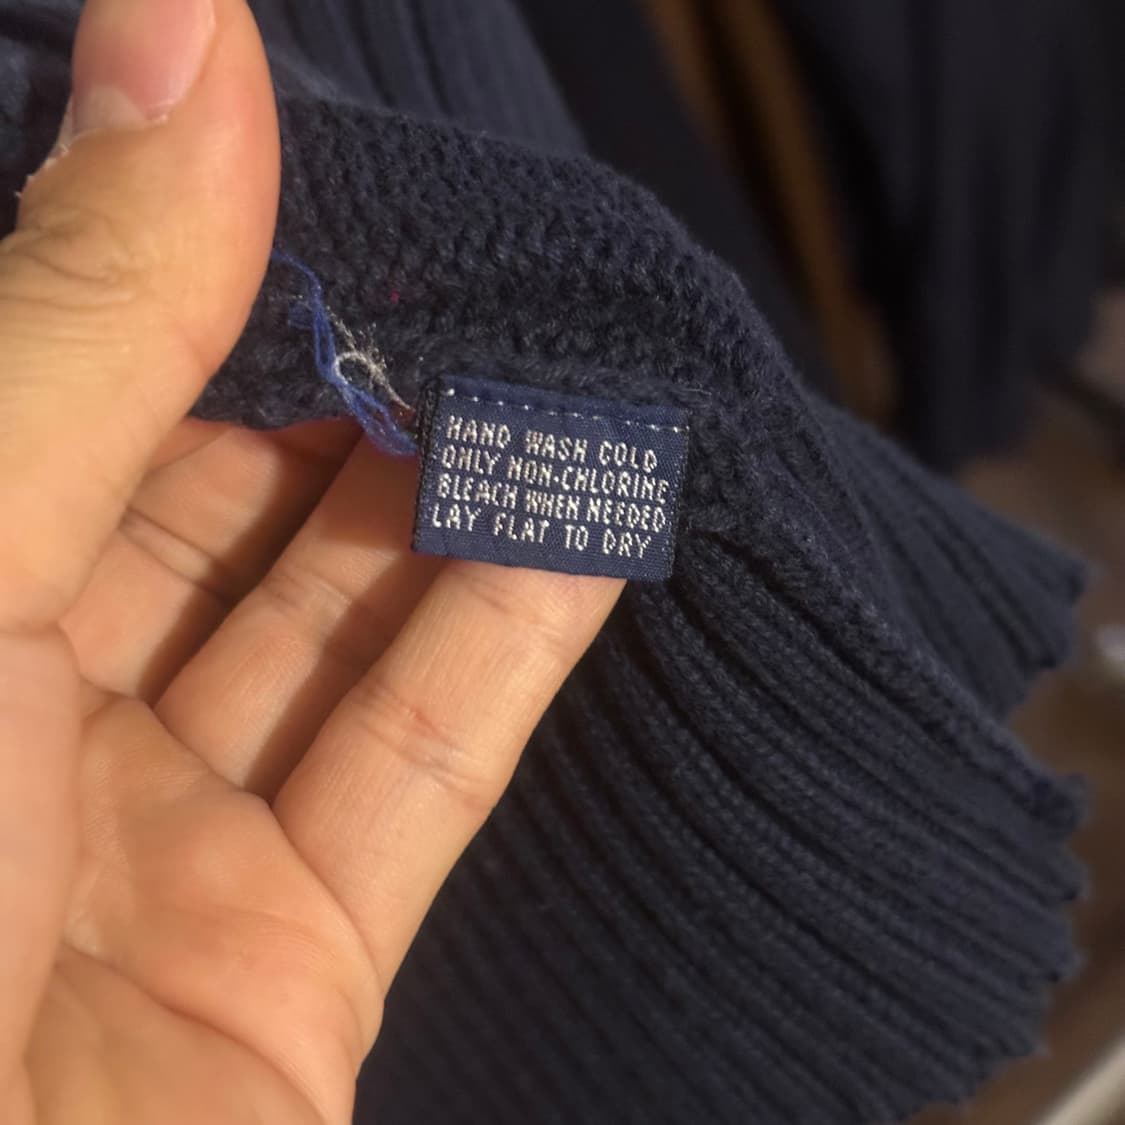 HAND WASH COLD
ONLY NON-CHLORINE
BLEACH WHEN NEEDED
LAY FLAT TO DRY